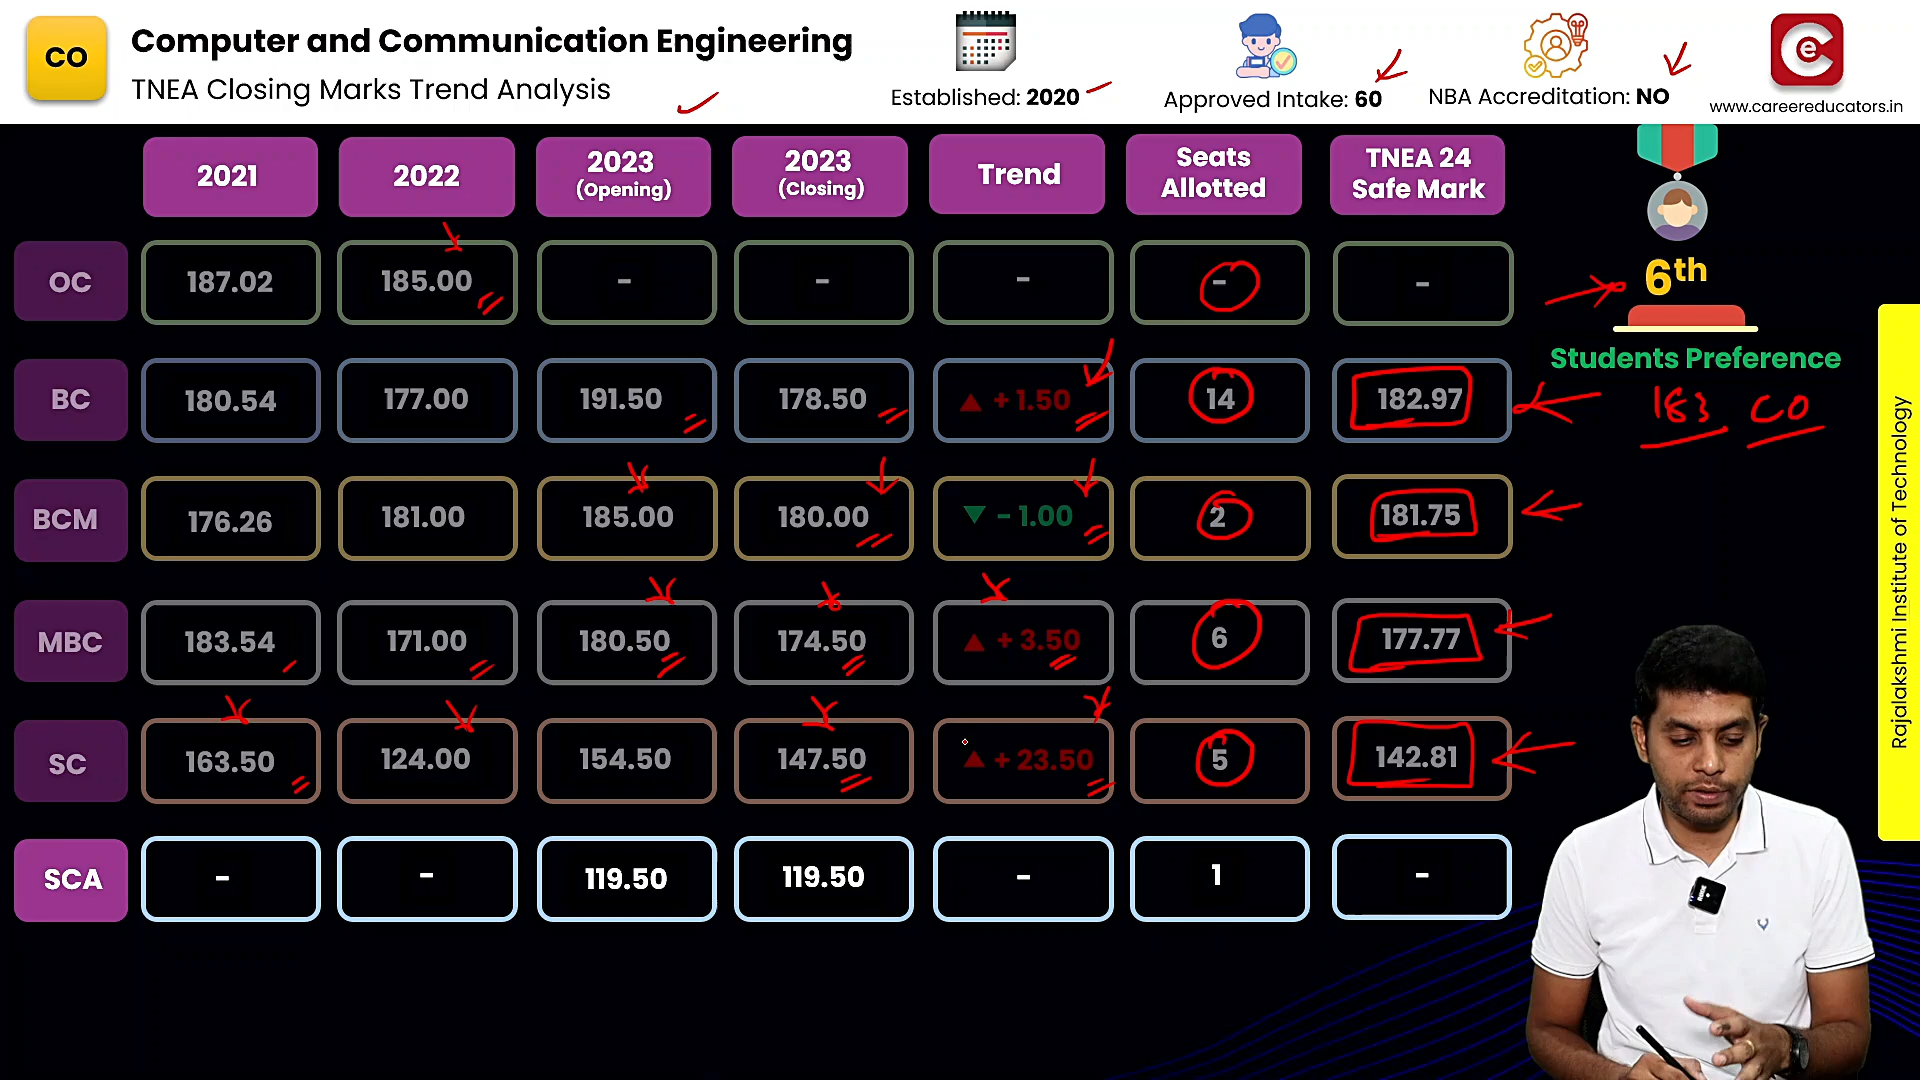 CO
Computer and Communication Engineering
TNEA Closing Marks Trend Analysis
Established: 2020
Approved Intake: 60
NBA Accreditation: NO
e
www.careereducators.in
2021
2022
2023
(Opening)
2023
(Closing)
Trend
Seats
Allotted
TNEA 24
Safe Mark
OC
187.02
185.00
-
-
-
-
-
BC
180.54
177.00
191.50
178.50
▲ + 1.50
14
182.97
BCM
176.26
181.00
185.00
180.00
▼ - 1.00
2
181.75
MBC
183.54
171.00
180.50
174.50
▲ + 3.50
6
177.77
SC
163.50
124.00
154.50
147.50
▲ + 23.50
5
142.81
SCA
-
-
119.50
119.50
-
1
-
6th
Students Preference
183 CO
Rajalakshmi Institute of Technology